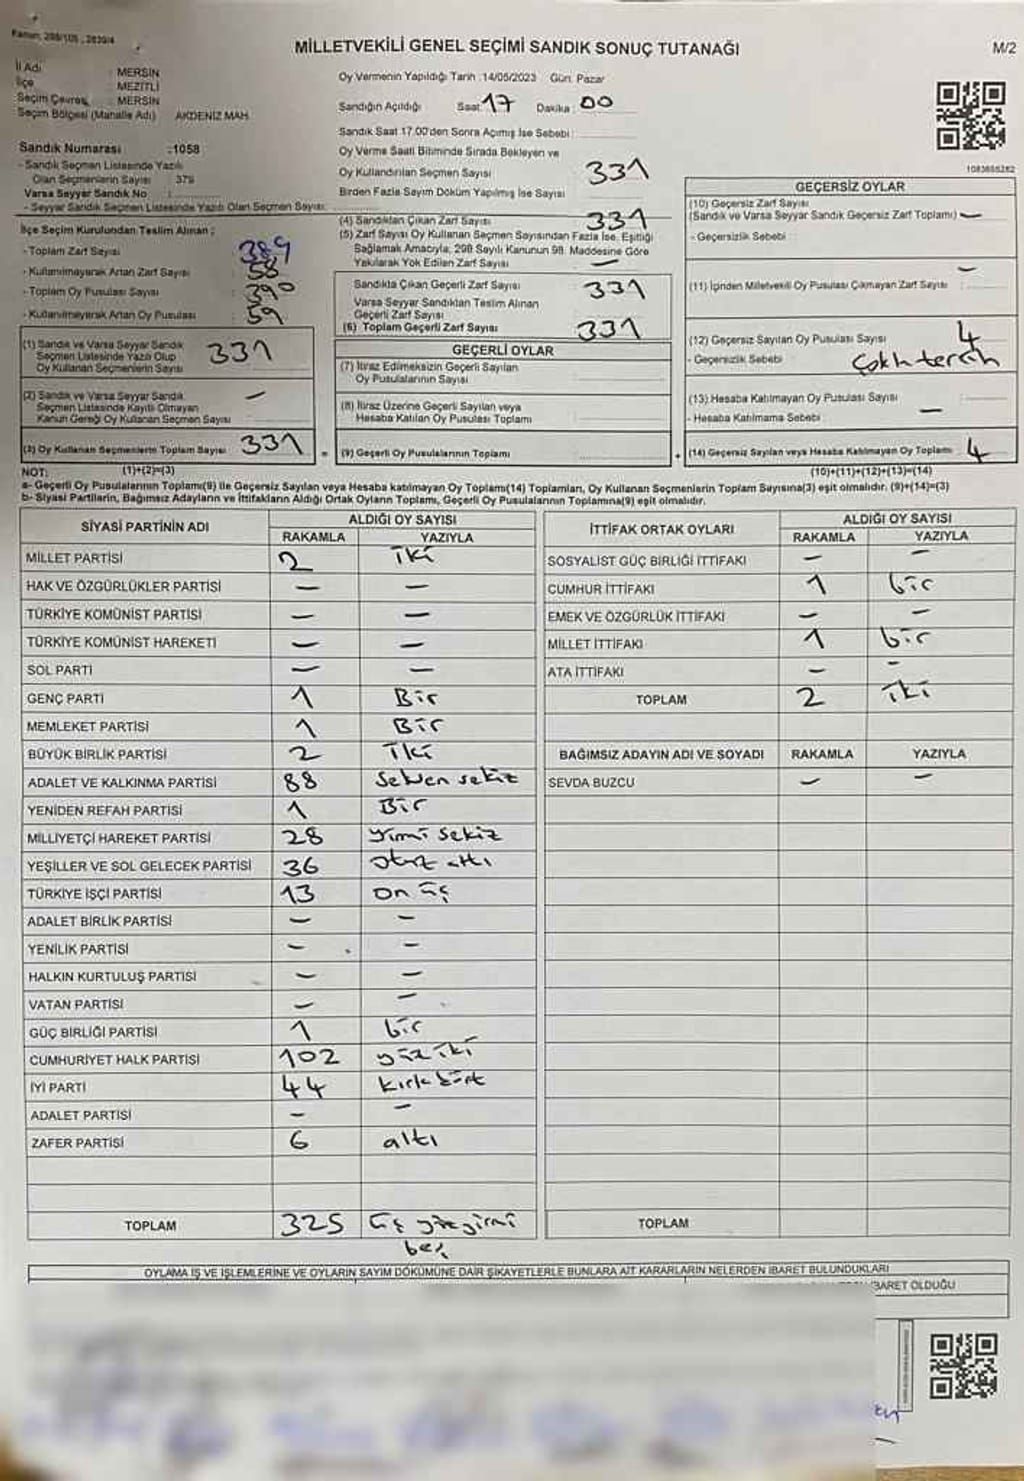 Kanun: 298/105 , 2839/4
MİLLETVEKİLİ GENEL SEÇİMİ SANDIK SONUÇ TUTANAĞI
M/2
İl Adı : MERSİN
İlçe : MEZİTLİ
Seçim Çevresi : MERSİN
Seçim Bölgesi (Mahalle Adı) AKDENİZ MAH.
Oy Vermenin Yapıldığı Tarih :14/05/2023 Gün: Pazar
Sandığın Açıldığı Saat 17 Dakika : 00
Sandık Saat 17.00'den Sonra Açımış İse Sebebi :
Sandık Numarası :1058
- Sandık Seçmen Listesinde Yazılı
Olan Seçmenlerin Sayısı : 379
Varsa Seyyar Sandık No :
- Seyyar Sandık Seçmen Listesinde Yazılı Olan Seçmen Sayısı:
Oy Verme Saati Bitiminde Sırada Bekleyen ve
Oy Kullandırılan Seçmen Sayısı : 331
Birden Fazla Sayım Döküm Yapılmış İse Sayısı
1083655262
İlçe Seçim Kurulundan Teslim Alınan ;
- Toplam Zarf Sayısı : 389
- Kullanılmayarak Artan Zarf Sayısı : 58
- Toplam Oy Pusulası Sayısı : 390
- Kullanılmayarak Artan Oy Pusulası : 59
(1) Sandık ve Varsa Seyyar Sandık
Seçmen Listesinde Yazılı Olup
Oy Kullanan Seçmenlerin Sayısı 331
(2) Sandık ve Varsa Seyyar Sandık
Seçmen Listesinde Kayıtlı Olmayan
Kanun Gereği Oy Kullanan Seçmen Sayısı —
(3) Oy Kullanan Seçmenlerin Toplam Sayısı 331
(4) Sandıktan Çıkan Zarf Sayısı : 331
(5) Zarf Sayısı Oy Kullanan Seçmen Sayısından Fazla İse, Eşitliği
Sağlamak Amacıyla, 298 Sayılı Kanunun 98. Maddesine Göre
Yakılarak Yok Edilen Zarf Sayısı : —
Sandıkta Çıkan Geçerli Zarf Sayısı : 331
Varsa Seyyar Sandıktan Teslim Alınan
Geçerli Zarf Sayısı :
(6) Toplam Geçerli Zarf Sayısı 331
GEÇERLİ OYLAR
(7) İtiraz Edilmeksizin Geçerli Sayılan
Oy Pusulalarının Sayısı
(8) İtiraz Üzerine Geçerli Sayılan veya
Hesaba Katılan Oy Pusulası Toplamı
= (9) Geçerli Oy Pusulalarının Toplamı
GEÇERSİZ OYLAR
(10) Geçersiz Zarf Sayısı
(Sandık ve Varsa Seyyar Sandık Geçersiz Zarf Toplamı) —
- Geçersizlik Sebebi :
—
(11) İçinden Milletvekili Oy Pusulası Çıkmayan Zarf Sayısı
(12) Geçersiz Sayılan Oy Pusulası Sayısı 4
- Geçersizlik Sebebi : Çoklu tercih
(13) Hesaba Katılmayan Oy Pusulası Sayısı
- Hesaba Katılmama Sebebi : —
+ (14) Geçersiz Sayılan veya Hesaba Katılmayan Oy Toplamı 4
NOT: (1)+(2)=(3) (10)+(11)+(12)+(13)=(14)
a- Geçerli Oy Pusulalarının Toplamı(9) ile Geçersiz Sayılan veya Hesaba katılmayan Oy Toplamı(14) Toplamları, Oy Kullanan Seçmenlerin Toplam Sayısına(3) eşit olmalıdır. (9)+(14)=(3)
b- Siyasi Partilerin, Bağımsız Adayların ve İttifakların Aldığı Ortak Oyların Toplamı, Geçerli Oy Pusulalarının Toplamına(9) eşit olmalıdır.
SİYASİ PARTİNİN ADI ALDIĞI OY SAYISI
RAKAMLA YAZIYLA
MİLLET PARTİSİ 2 iki
HAK VE ÖZGÜRLÜKLER PARTİSİ — —
TÜRKİYE KOMÜNİST PARTİSİ — —
TÜRKİYE KOMÜNİST HAREKETİ — —
SOL PARTİ — —
GENÇ PARTİ 1 Bir
MEMLEKET PARTİSİ 1 Bir
BÜYÜK BİRLİK PARTİSİ 2 İki
ADALET VE KALKINMA PARTİSİ 88 Seksen sekiz
YENİDEN REFAH PARTİSİ 1 Bir
MİLLİYETÇİ HAREKET PARTİSİ 28 yirmi sekiz
YEŞİLLER VE SOL GELECEK PARTİSİ 36 otuz altı
TÜRKİYE İŞÇİ PARTİSİ 13 on üç
ADALET BİRLİK PARTİSİ — —
YENİLİK PARTİSİ — —
HALKIN KURTULUŞ PARTİSİ — —
VATAN PARTİSİ — —
GÜÇ BİRLİĞİ PARTİSİ 1 bir
CUMHURİYET HALK PARTİSİ 102 yüz iki
İYİ PARTİ 44 kırk dört
ADALET PARTİSİ — —
ZAFER PARTİSİ 6 altı
TOPLAM 325 üç yüz yirmi
beş
İTTİFAK ORTAK OYLARI ALDIĞI OY SAYISI
RAKAMLA YAZIYLA
SOSYALİST GÜÇ BİRLİĞİ İTTİFAKI — —
CUMHUR İTTİFAKI 1 bir
EMEK VE ÖZGÜRLÜK İTTİFAKI — —
MİLLET İTTİFAKI 1 bir
ATA İTTİFAKI — —
TOPLAM 2 iki
BAĞIMSIZ ADAYIN ADI VE SOYADI RAKAMLA YAZIYLA
SEVDA BUZCU — —
TOPLAM
OYLAMA İŞ VE İŞLEMLERİNE VE OYLARIN SAYIM DÖKÜMÜNE DAİR ŞİKAYETLERLE BUNLARA AİT KARARLARIN NELERDEN İBARET BULUNDUKLARI
İBARET OLDUĞU